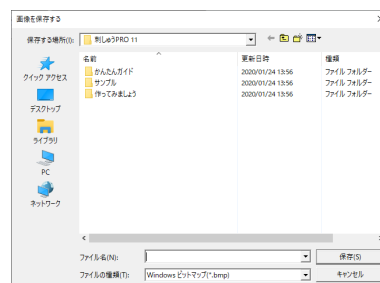 画像を保存する
保存する場所(I):
刺しゅうPRO 11
名前
更新日時
種類
かんたんガイド
2020/01/24 13:56
ファイル フォルダー
サンプル
2020/01/24 13:56
ファイル フォルダー
作ってみましょう
2020/01/24 13:56
ファイル フォルダー
クイック アクセス
デスクトップ
ライブラリ
PC
ネットワーク
ファイル名(N):
保存(S)
ファイルの種類(T):
Windows ビットマップ(*.bmp)
キャンセル